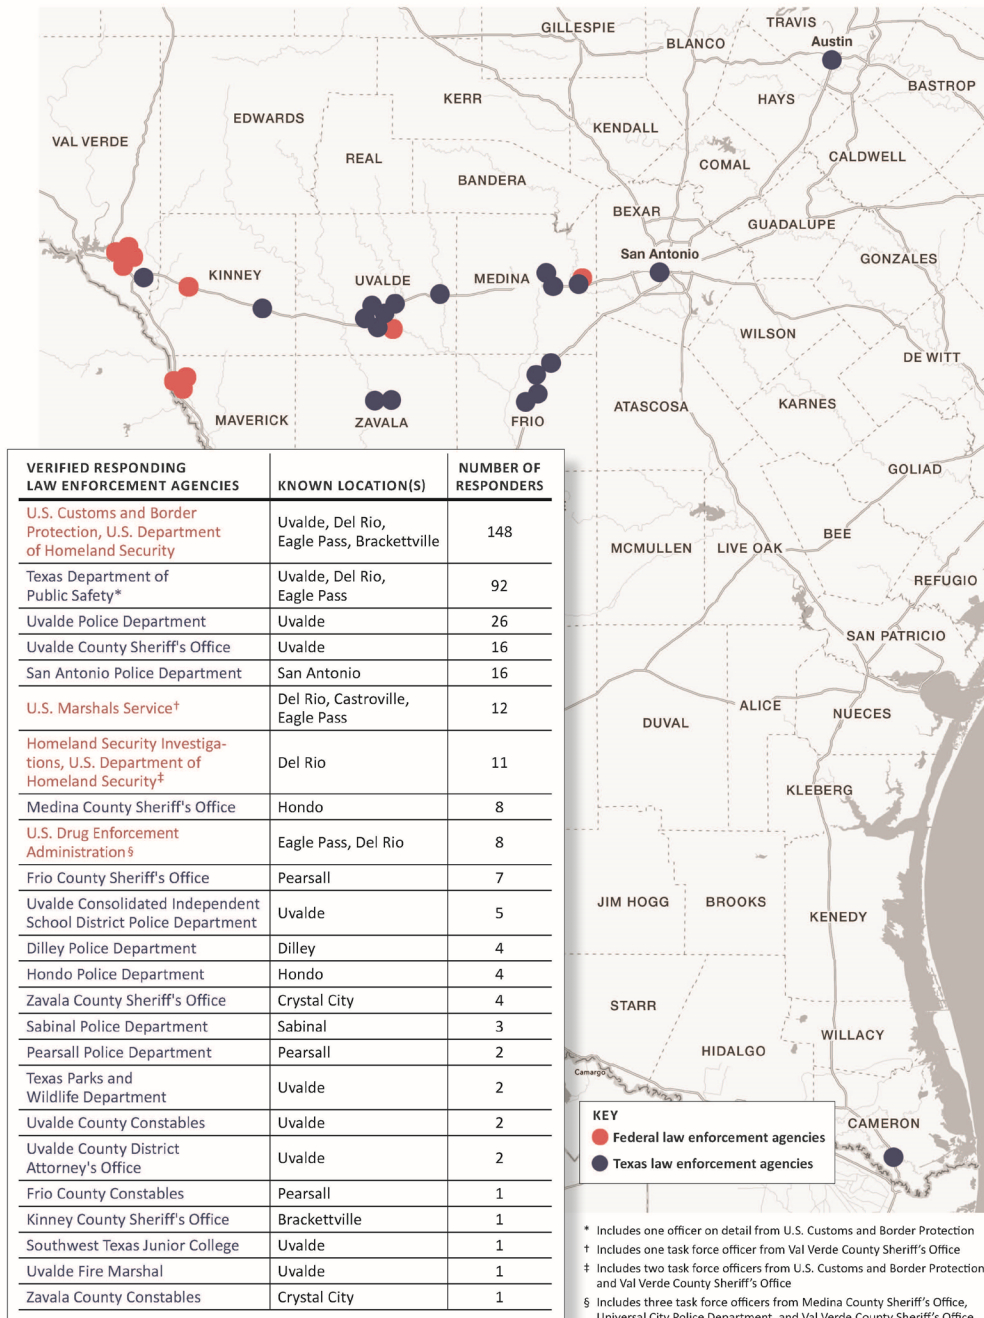 GILLESPIE
TRAVIS
BLANCO
Austin
BASTROP
KERR
HAYS
EDWARDS
KENDALL
VAL VERDE
REAL
COMAL
CALDWELL
BANDERA
BEXAR
GUADALUPE
San Antonio
GONZALES
KINNEY
UVALDE
MEDINA
WILSON
DE WITT
MAVERICK
ZAVALA
FRIO
ATASCOSA
KARNES
GOLIAD
BEE
MCMULLEN
LIVE OAK
REFUGIO
SAN PATRICIO
ALICE
DUVAL
NUECES
KLEBERG
JIM HOGG
BROOKS
KENEDY
STARR
WILLACY
HIDALGO
Camargo
CAMERON
VERIFIED RESPONDING LAW ENFORCEMENT AGENCIES KNOWN LOCATION(S) NUMBER OF RESPONDERS
U.S. Customs and Border
Protection, U.S. Department
of Homeland Security
Uvalde, Del Rio,
Eagle Pass, Brackettville
148
Texas Department of
Public Safety*
Uvalde, Del Rio,
Eagle Pass
92
Uvalde Police Department Uvalde 26
Uvalde County Sheriff's Office Uvalde 16
San Antonio Police Department San Antonio 16
U.S. Marshals Service†
Del Rio, Castroville,
Eagle Pass
12
Homeland Security Investiga-
tions, U.S. Department of
Homeland Security‡
Del Rio
11
Medina County Sheriff's Office Hondo 8
U.S. Drug Enforcement
Administration§
Eagle Pass, Del Rio
8
Frio County Sheriff's Office Pearsall 7
Uvalde Consolidated Independent
School District Police Department
Uvalde
5
Dilley Police Department Dilley 4
Hondo Police Department Hondo 4
Zavala County Sheriff's Office Crystal City 4
Sabinal Police Department Sabinal 3
Pearsall Police Department Pearsall 2
Texas Parks and
Wildlife Department
Uvalde
2
Uvalde County Constables Uvalde 2
Uvalde County District
Attorney's Office
Uvalde
2
Frio County Constables Pearsall 1
Kinney County Sheriff's Office Brackettville 1
Southwest Texas Junior College Uvalde 1
Uvalde Fire Marshal Uvalde 1
Zavala County Constables Crystal City 1
KEY
Federal law enforcement agencies
Texas law enforcement agencies
* Includes one officer on detail from U.S. Customs and Border Protection
† Includes one task force officer from Val Verde County Sheriff's Office
‡ Includes two task force officers from U.S. Customs and Border Protection
and Val Verde County Sheriff's Office
§ Includes three task force officers from Medina County Sheriff's Office,
Universal City Police Department, and Val Verde County Sheriff's Office